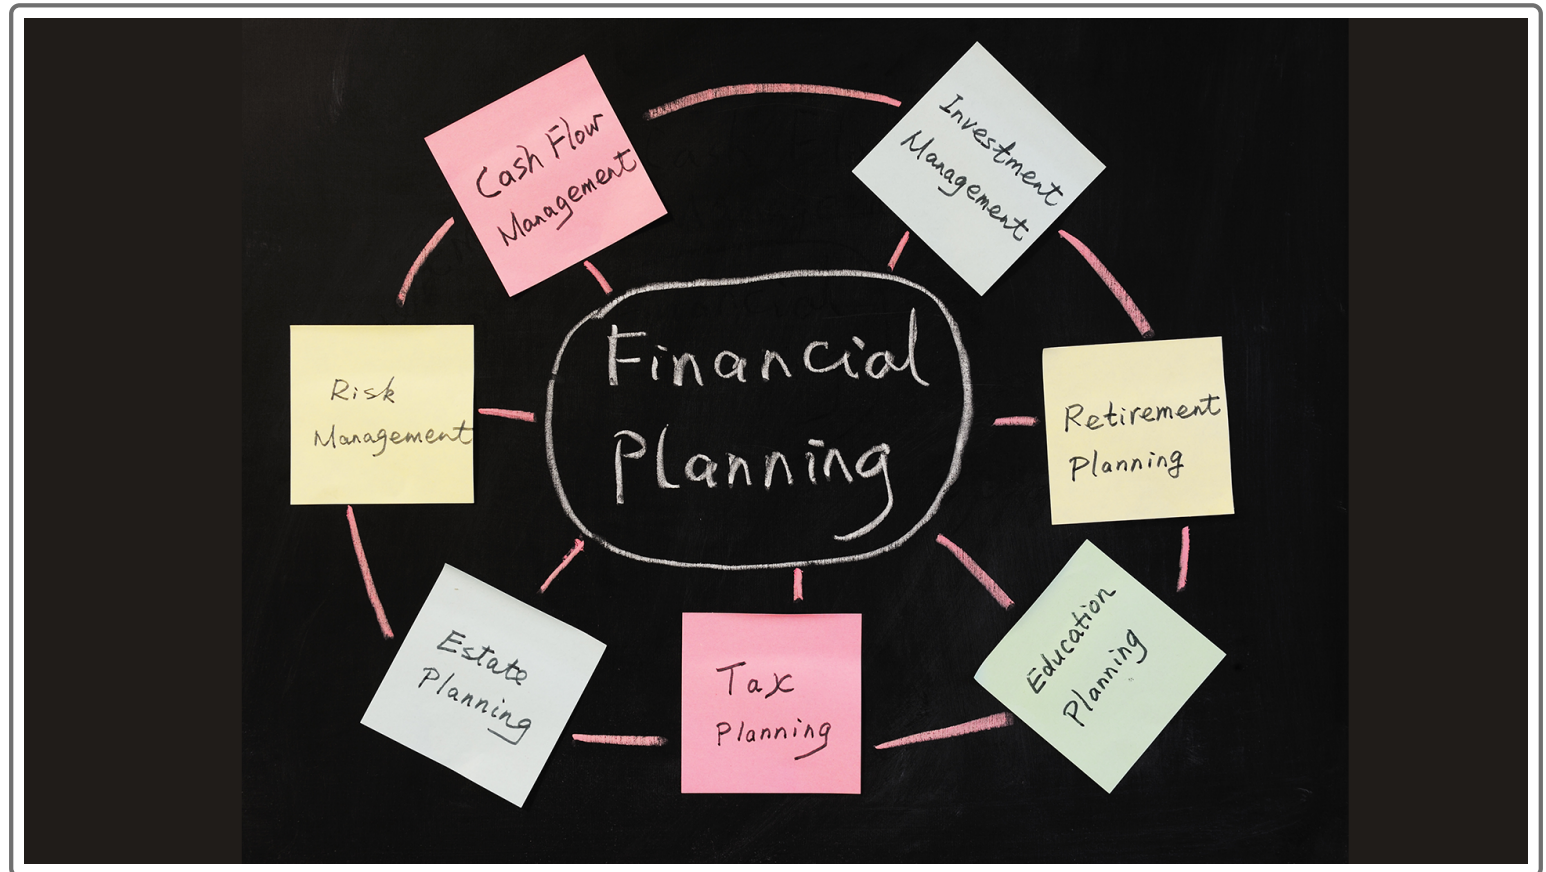 Cash Flow
Management
Investment
Management
Financial
Planning
Risk
Management
Retirement
Planning
Estate
Planning
Tax
Planning
Education
Planning